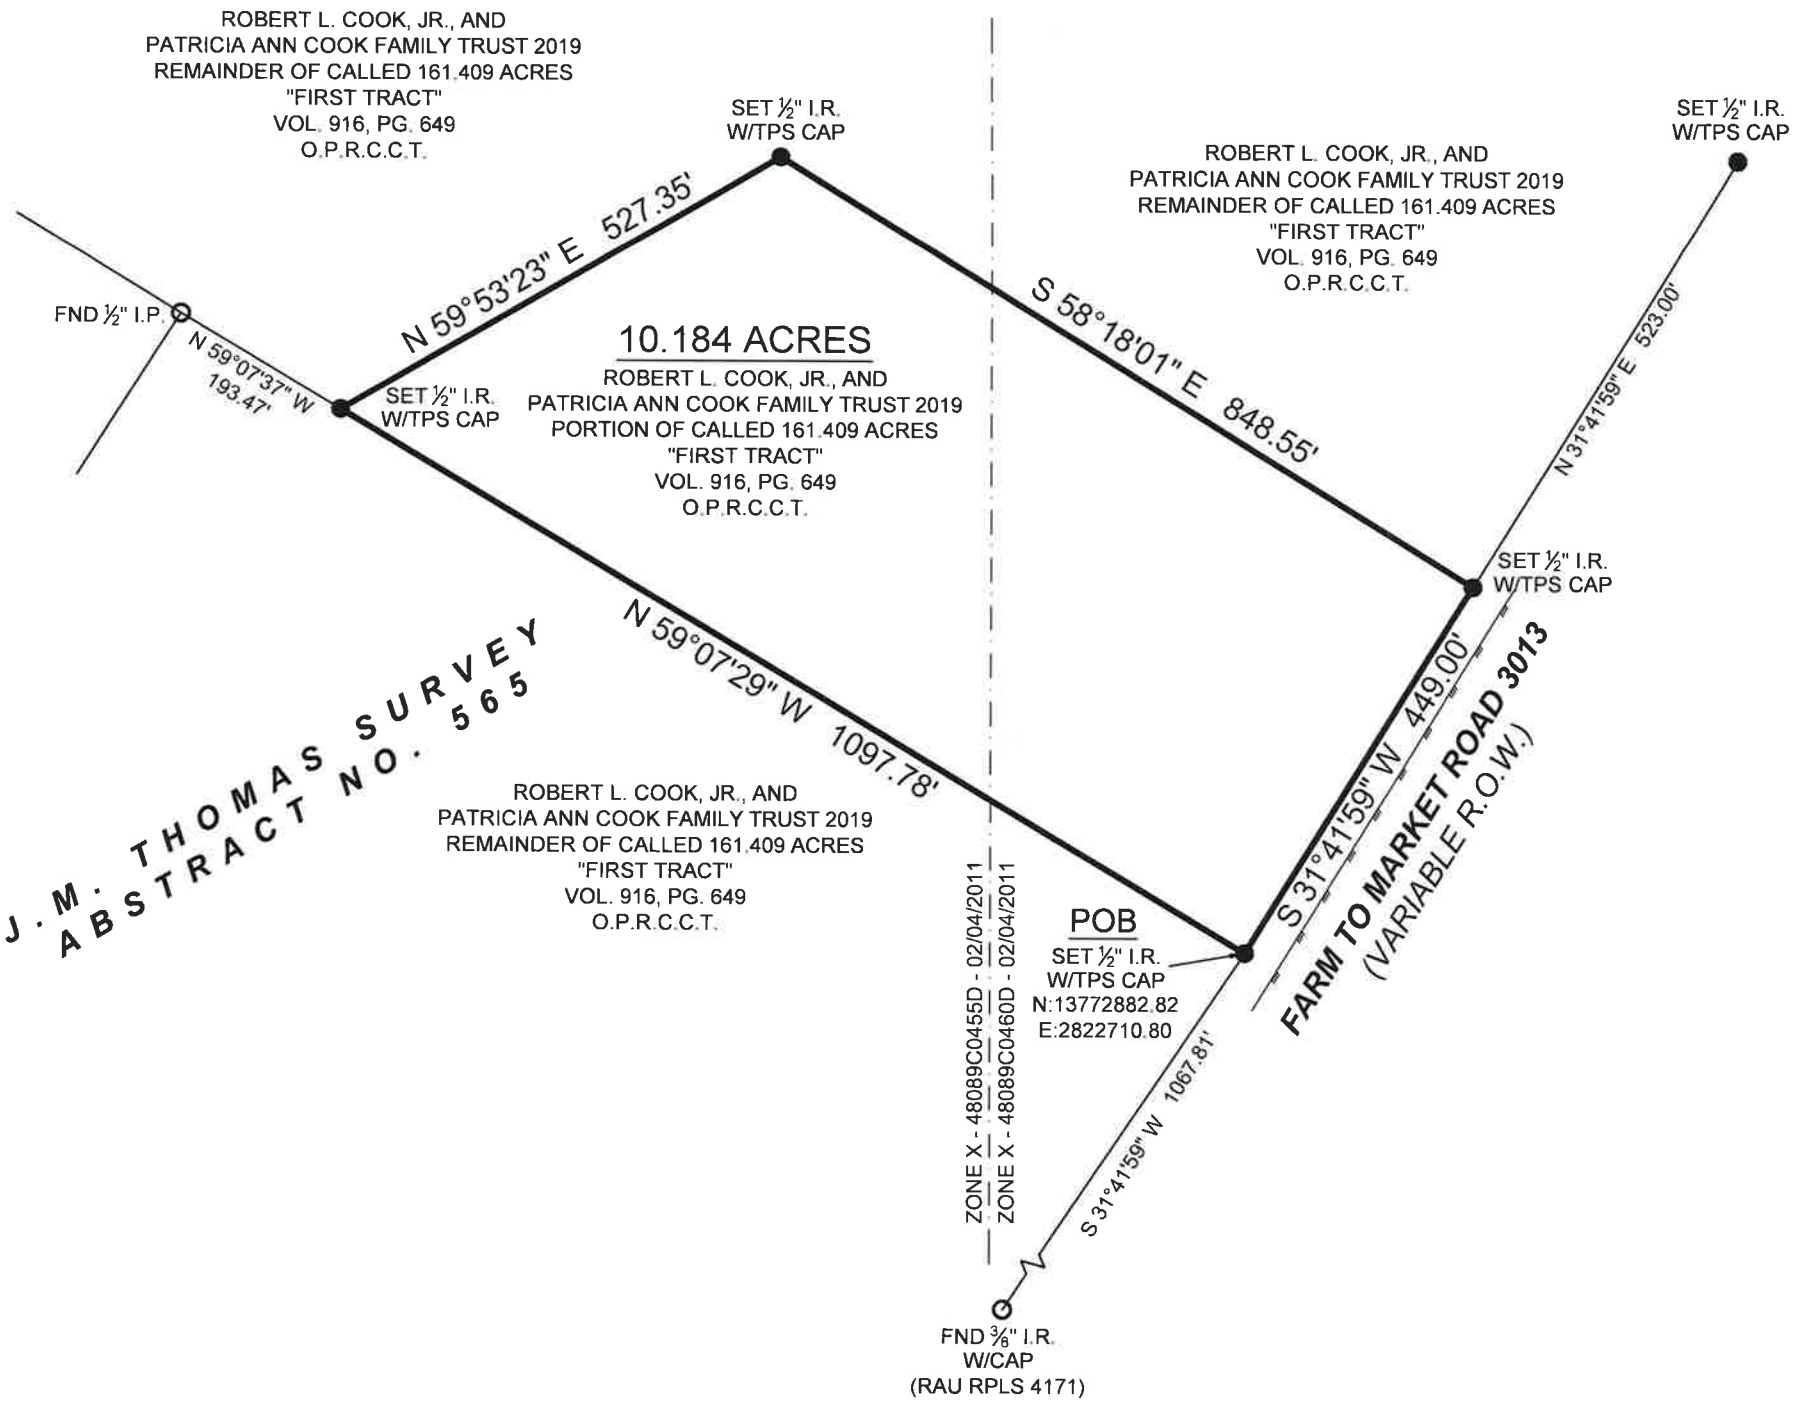 ROBERT L. COOK, JR., AND
PATRICIA ANN COOK FAMILY TRUST 2019
REMAINDER OF CALLED 161.409 ACRES
"FIRST TRACT"
VOL. 916, PG. 649
O.P.R.C.C.T.
SET ½" I.R.
W/TPS CAP
SET ½" I.R.
W/TPS CAP
ROBERT L. COOK, JR., AND
PATRICIA ANN COOK FAMILY TRUST 2019
REMAINDER OF CALLED 161.409 ACRES
"FIRST TRACT"
VOL. 916, PG. 649
O.P.R.C.C.T.
N 59°53'23" E 527.35'
S 58°18'01" E 848.55'
N 31°41'59" E 523.00'
FND ½" I.P.
N 59°07'37" W
193.47'
SET ½" I.R.
W/TPS CAP
10.184 ACRES
ROBERT L. COOK, JR., AND
PATRICIA ANN COOK FAMILY TRUST 2019
PORTION OF CALLED 161.409 ACRES
"FIRST TRACT"
VOL. 916, PG. 649
O.P.R.C.C.T.
SET ½" I.R.
W/TPS CAP
N 59°07'29" W 1097.78'
S 31°41'59" W 449.00'
FARM TO MARKET ROAD 3013
(VARIABLE R.O.W.)
J.M. THOMAS SURVEY
ABSTRACT NO. 565
ROBERT L. COOK, JR., AND
PATRICIA ANN COOK FAMILY TRUST 2019
REMAINDER OF CALLED 161.409 ACRES
"FIRST TRACT"
VOL. 916, PG. 649
O.P.R.C.C.T.
ZONE X - 48089C0455D - 02/04/2011
ZONE X - 48089C0460D - 02/04/2011
POB
SET ½" I.R.
W/TPS CAP
N:13772882.82
E:2822710.80
S 31°41'59" W 1067.81'
FND ⅜" I.R.
W/CAP
(RAU RPLS 4171)